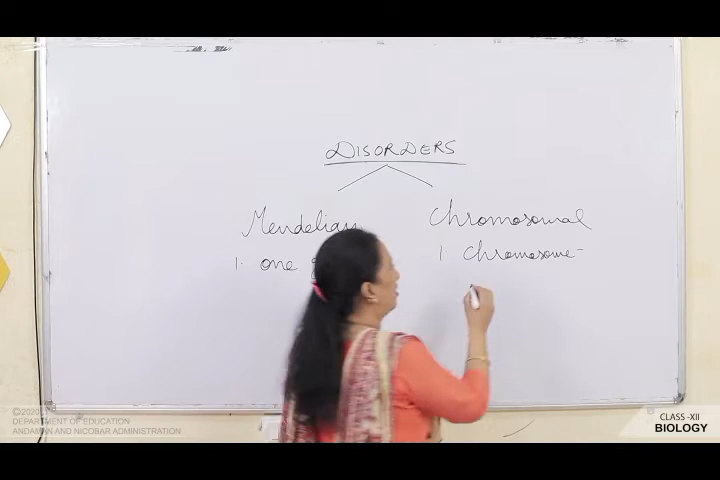 DISORDERS
Mendelian Chromosomal
1. one
1 Chromosome-
©2020
DEPARTMENT OF EDUCATION
ANDAMAN AND NICOBAR ADMINISTRATION
CLASS -XII
BIOLOGY